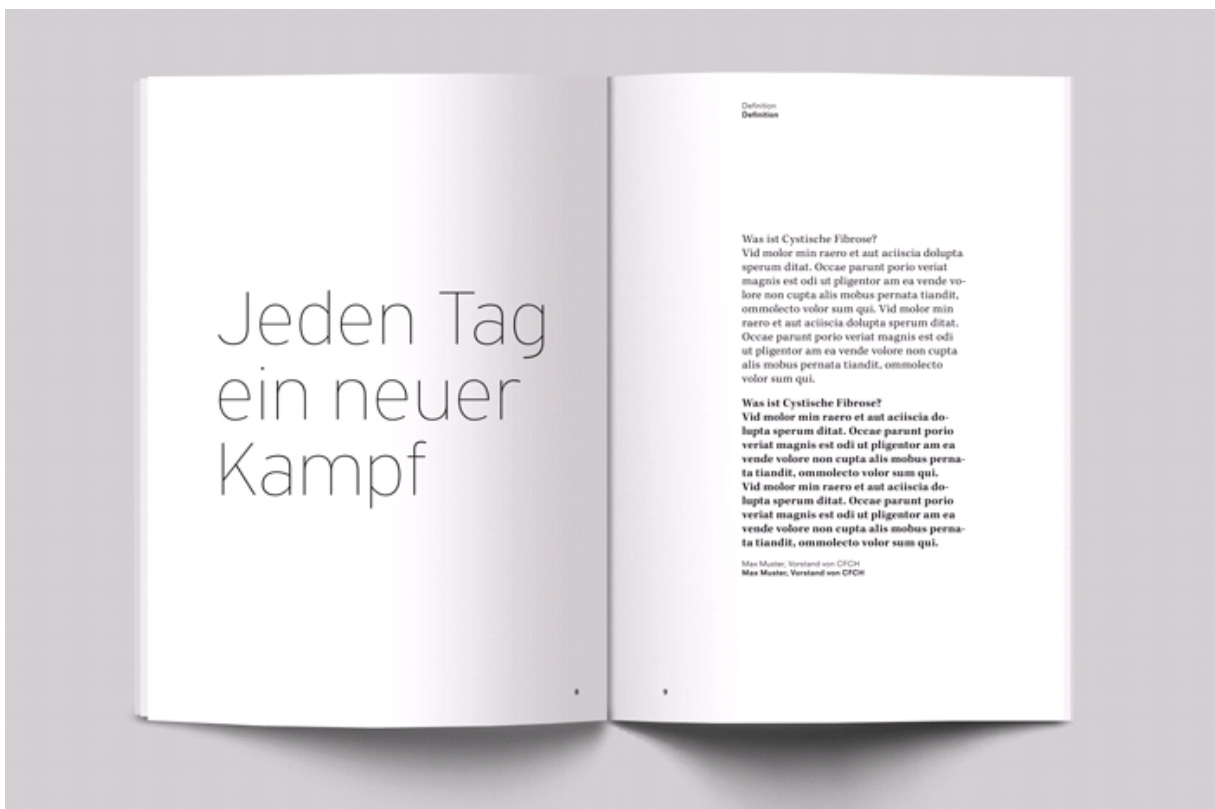 Jeden Tag
ein neuer
Kampf
8
Definition
Definition
Was ist Cystische Fibrose?
Vid molor min raero et aut aciiscia dolupta
sperum ditat. Occae parunt porio veriat
magnis est odi ut pligentor am ea vende vo-
lore non cupta alis mobus pernata tiandit,
ommolecto volor sum qui. Vid molor min
raero et aut aciiscia dolupta sperum ditat.
Occae parunt porio veriat magnis est odi
ut pligentor am ea vende volore non cupta
alis mobus pernata tiandit, ommolecto
volor sum qui.
Was ist Cystische Fibrose?
Vid molor min raero et aut aciiscia do-
lupta sperum ditat. Occae parunt porio
veriat magnis est odi ut pligentor am ea
vende volore non cupta alis mobus perna-
ta tiandit, ommolecto volor sum qui.
Vid molor min raero et aut aciiscia do-
lupta sperum ditat. Occae parunt porio
veriat magnis est odi ut pligentor am ea
vende volore non cupta alis mobus perna-
ta tiandit, ommolecto volor sum qui.
Max Muster, Vorstand von CFCH
Max Muster, Vorstand von CFCH
9